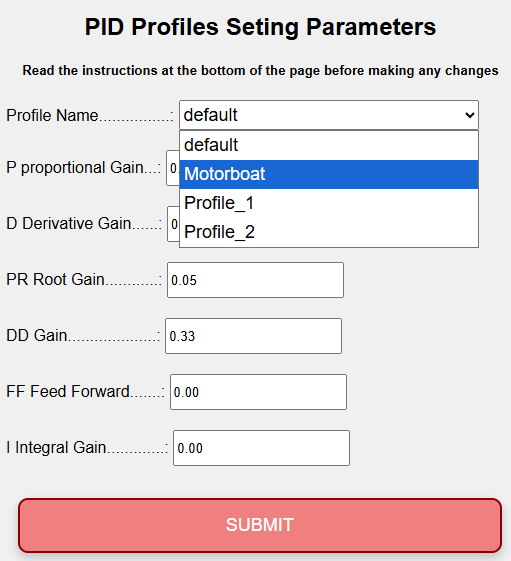 PID Profiles Seting Parameters
Read the instructions at the bottom of the page before making any changes
Profile Name................: default
default
P proportional Gain...: 0.
Motorboat
Profile_1
D Derivative Gain......: 0
Profile_2
PR Root Gain............: 0.05
DD Gain....................: 0.33
FF Feed Forward.......: 0.00
I Integral Gain.............: 0.00
SUBMIT